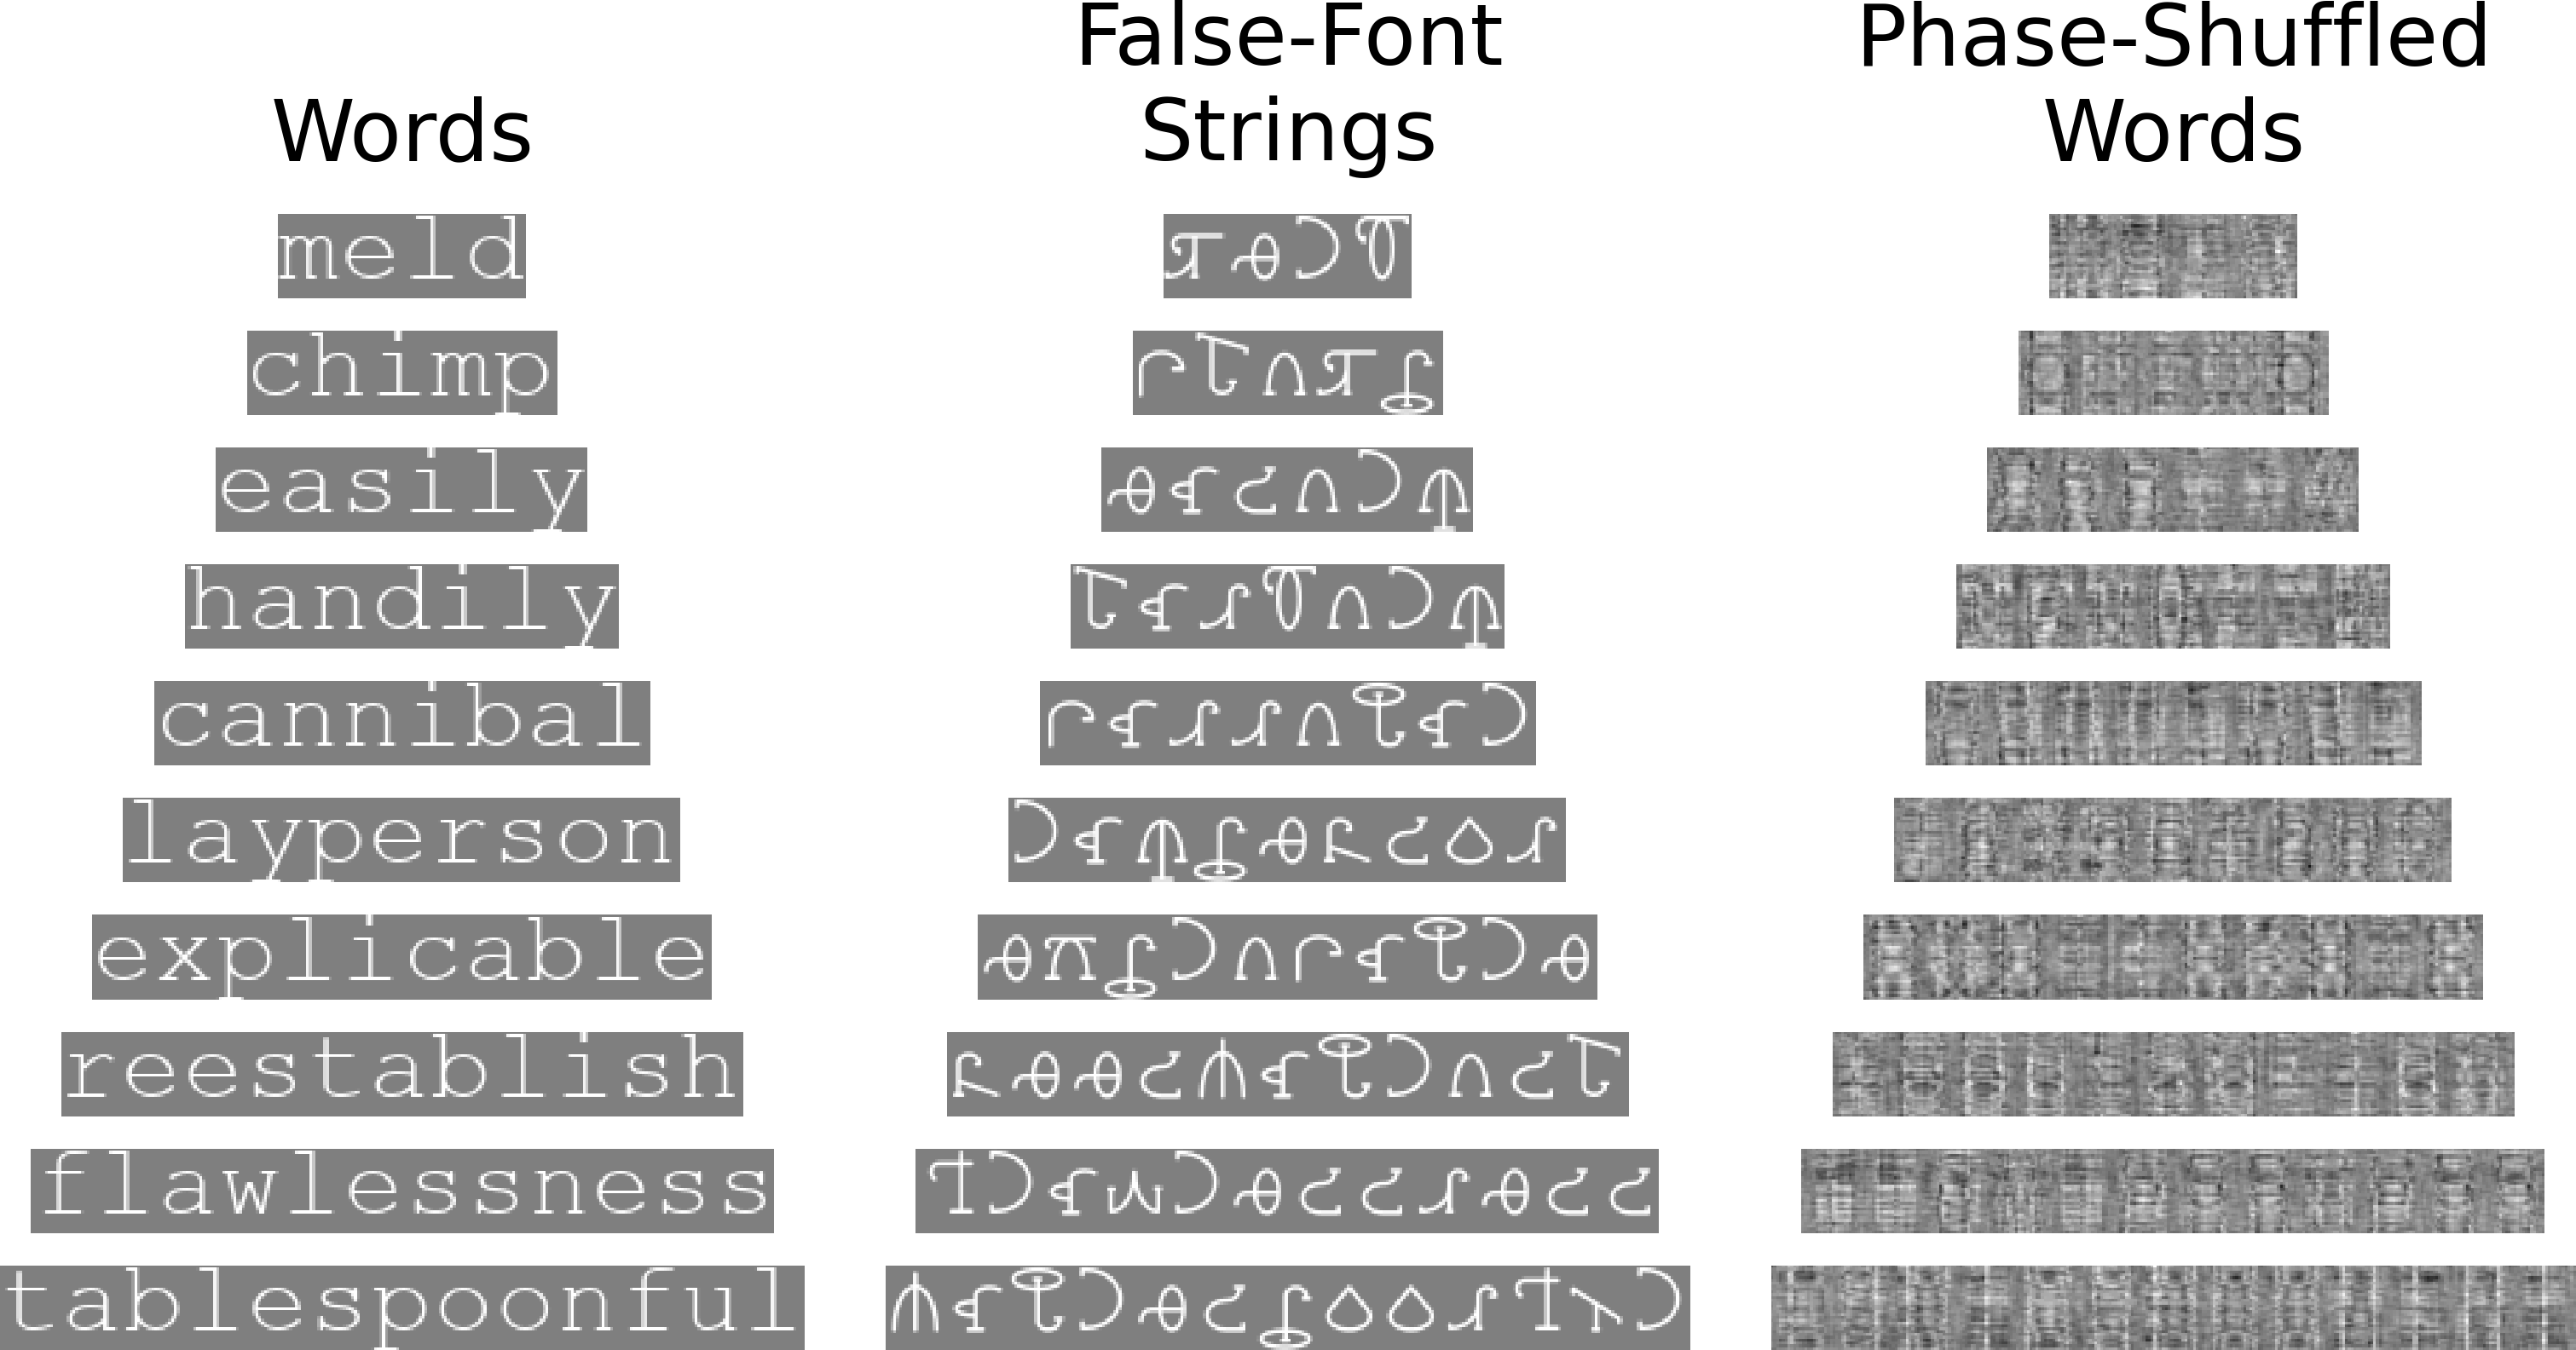 Words
False-Font
Strings
Phase-Shuffled
Words
meld
chimp
easily
handily
cannibal
layperson
explicable
reestablish
flawlessness
tablespoonful